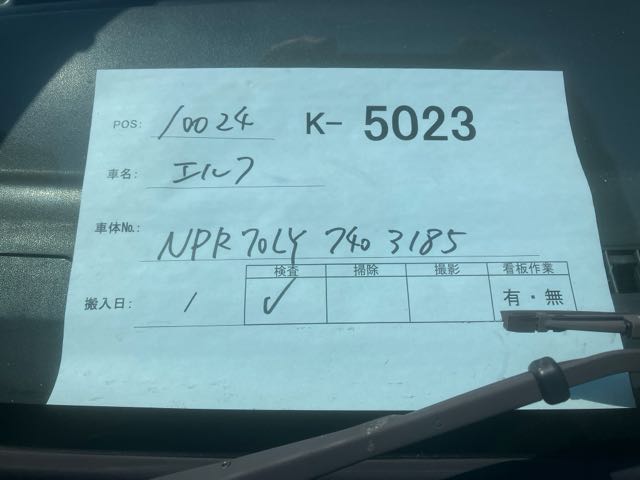 POS: 10024 K- 5023
車名: エルフ
車体No.: NPR70LY 7403185
検査 掃除 撮影 看板作業
搬入日: / ✓ 有・無